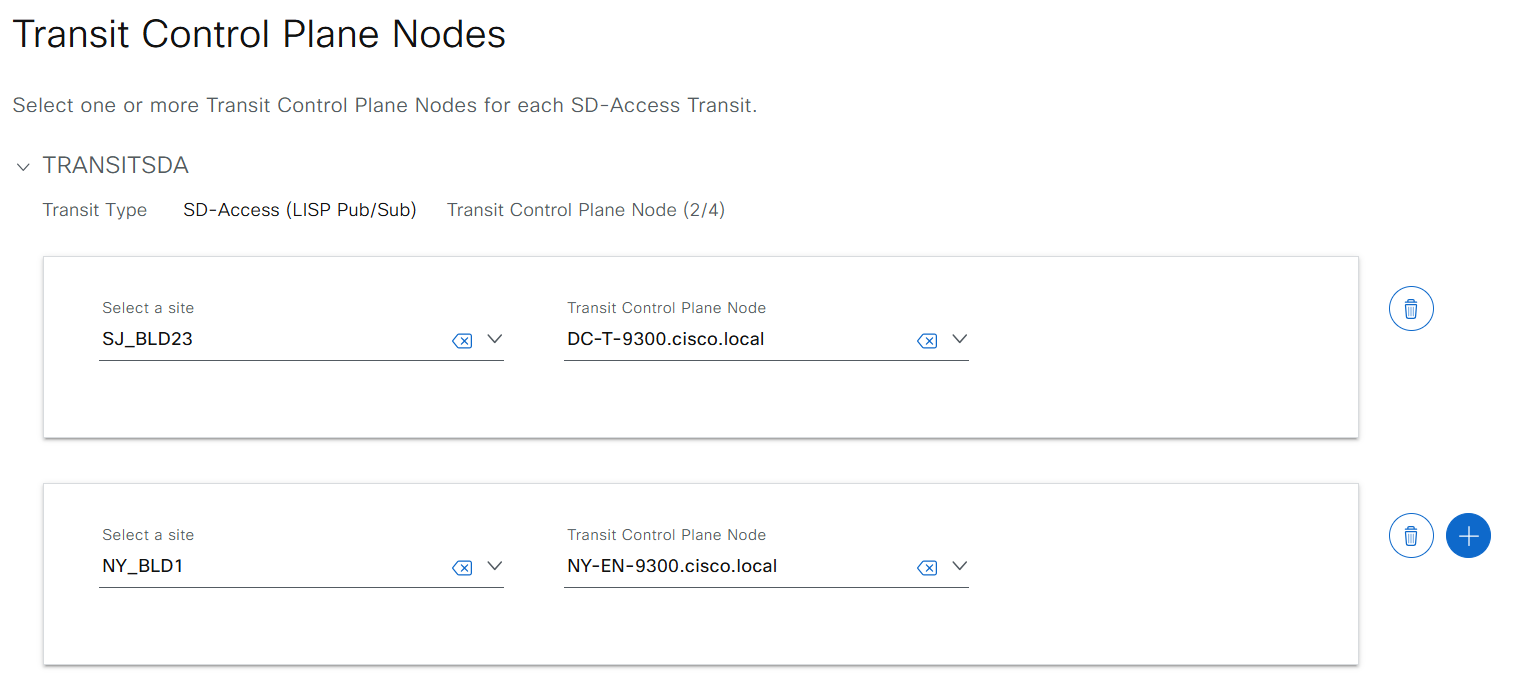 Transit Control Plane Nodes
Select one or more Transit Control Plane Nodes for each SD-Access Transit.
TRANSITSDA
Transit Type SD-Access (LISP Pub/Sub) Transit Control Plane Node (2/4)
Select a site Transit Control Plane Node
SJ_BLD23 DC-T-9300.cisco.local
Select a site Transit Control Plane Node
NY_BLD1 NY-EN-9300.cisco.local